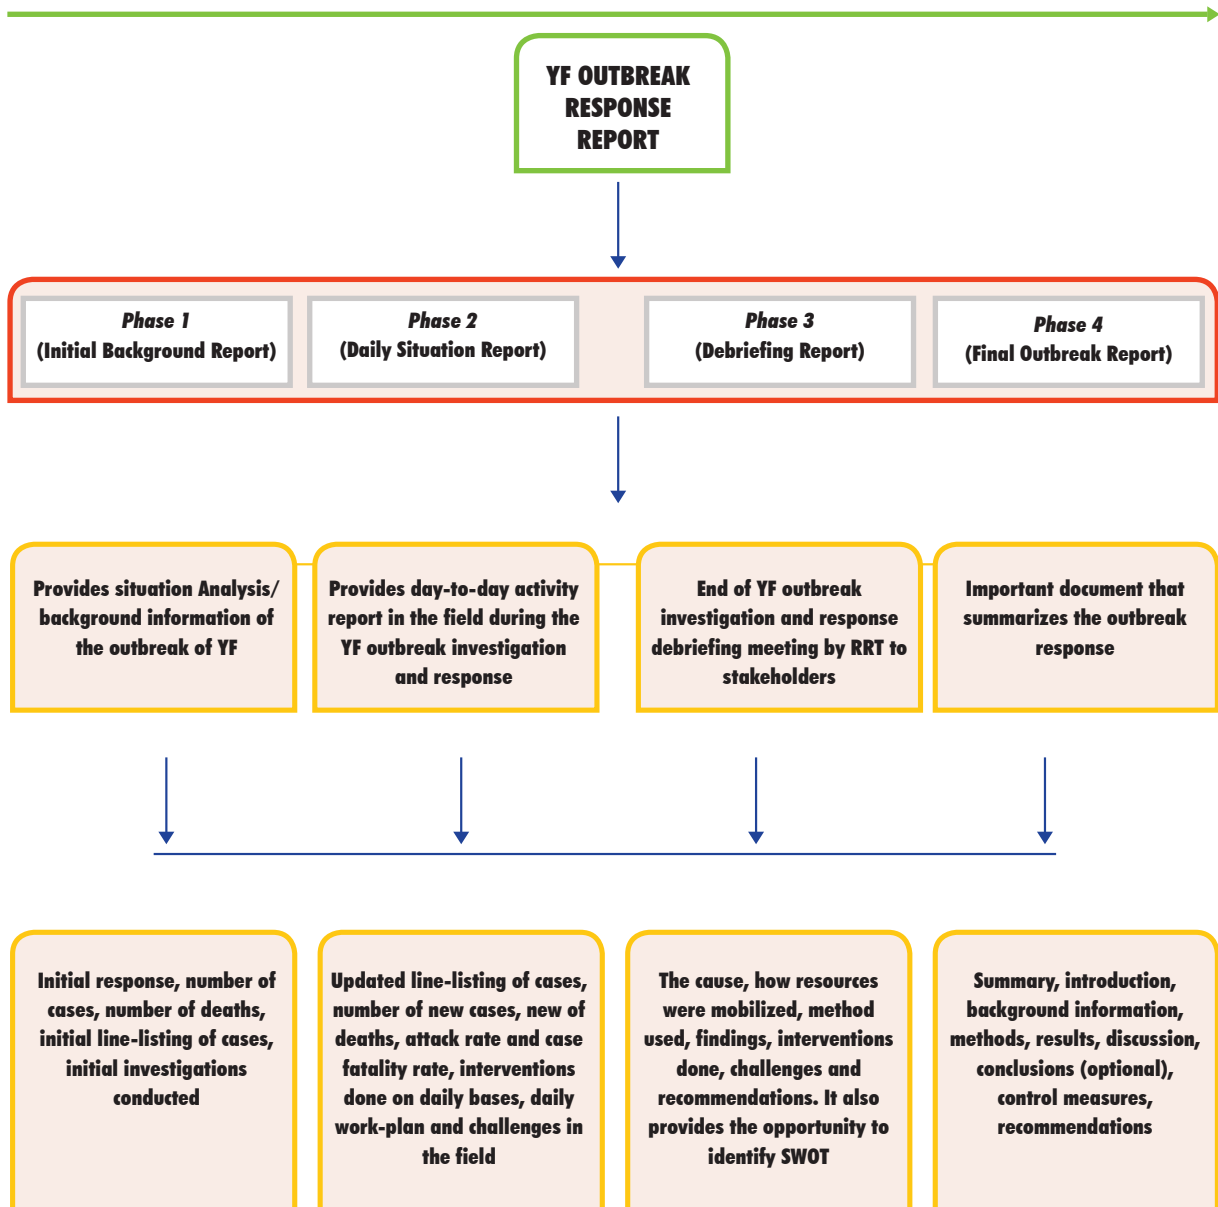 YF OUTBREAK
RESPONSE
REPORT
Phase 1
(Initial Background Report)
Phase 2
(Daily Situation Report)
Phase 3
(Debriefing Report)
Phase 4
(Final Outbreak Report)
Provides situation Analysis/
background information of
the outbreak of YF
Provides day-to-day activity
report in the field during the
YF outbreak investigation
and response
End of YF outbreak
investigation and response
debriefing meeting by RRT to
stakeholders
Important document that
summarizes the outbreak
response
Initial response, number of
cases, number of deaths,
initial line-listing of cases,
initial investigations
conducted
Updated line-listing of cases,
number of new cases, new of
deaths, attack rate and case
fatality rate, interventions
done on daily bases, daily
work-plan and challenges in
the field
The cause, how resources
were mobilized, method
used, findings, interventions
done, challenges and
recommendations. It also
provides the opportunity to
identify SWOT
Summary, introduction,
background information,
methods, results, discussion,
conclusions (optional),
control measures,
recommendations